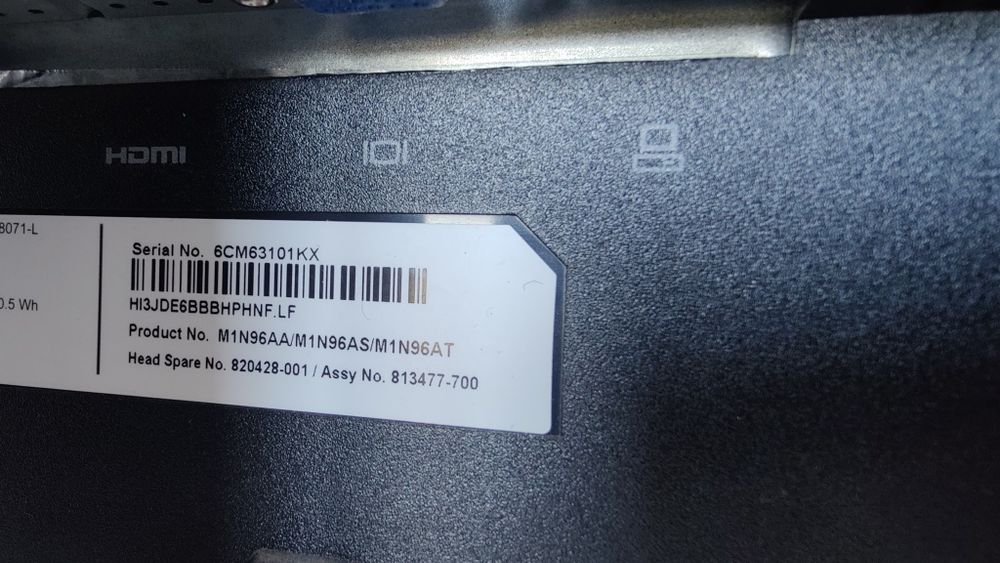 HDMI
8071-L
0.5 Wh
Serial No. 6CM63101KX
HI3JDE6BBBHPHNF.LF
Product No. M1N96AA/M1N96AS/M1N96AT
Head Spare No. 820428-001 / Assy No. 813477-700